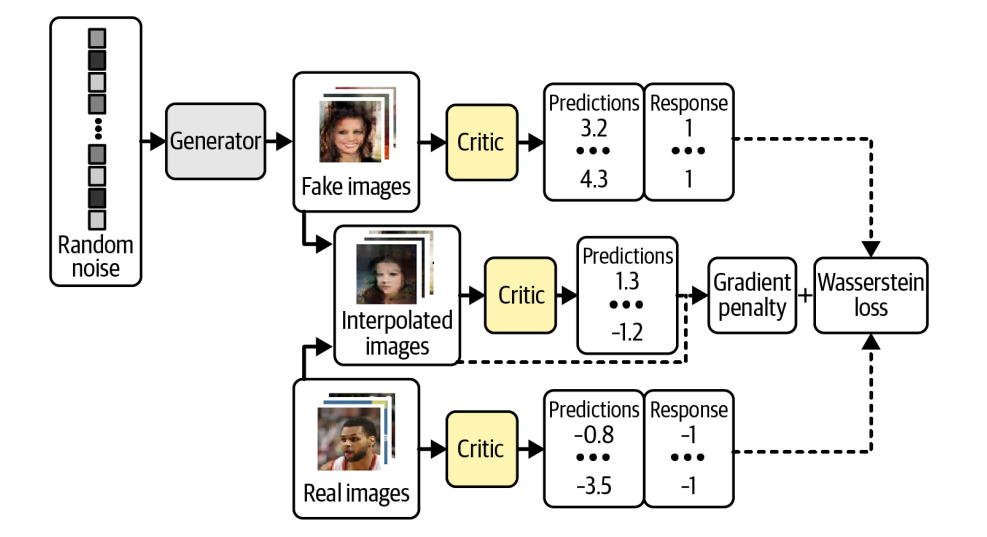 Random
noise
Generator
Fake images
Critic
Predictions
3.2
4.3
Response
1
1
Interpolated
images
Critic
Predictions
1.3
–1.2
Gradient
penalty
+
Wasserstein
loss
Real images
Critic
Predictions
–0.8
–3.5
Response
–1
–1